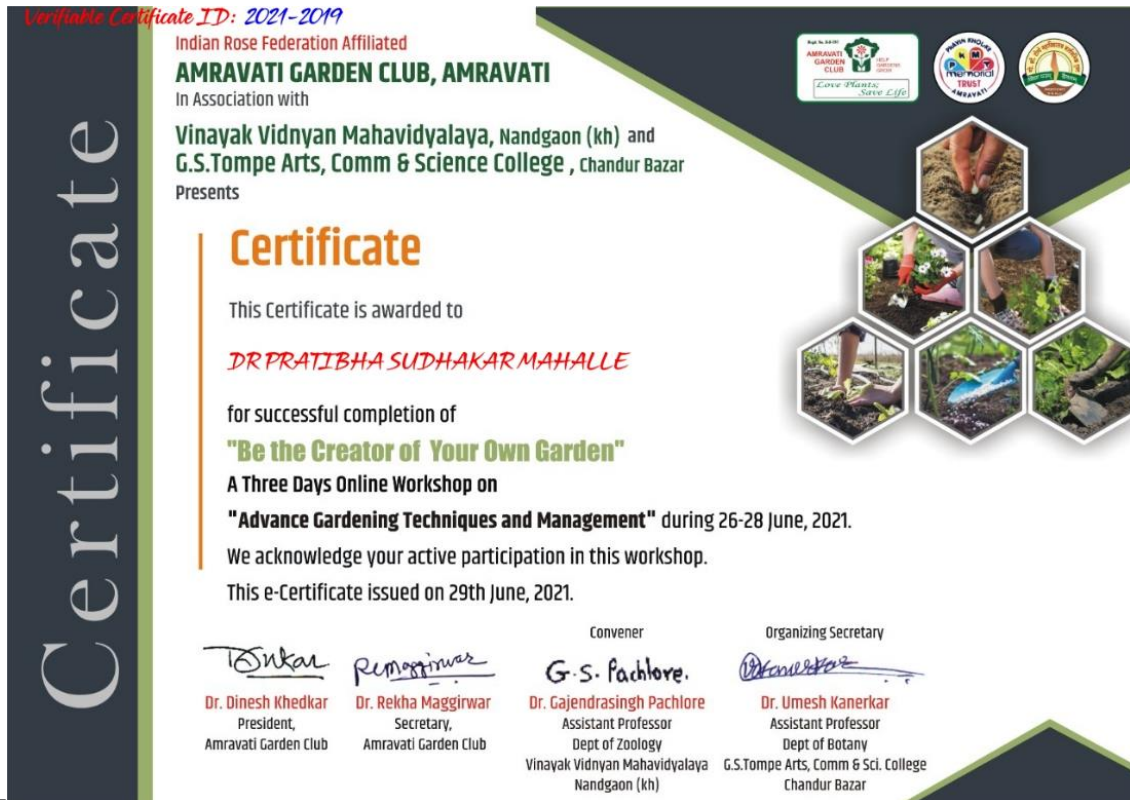 Verifiable Certificate ID: 2021-2019
Indian Rose Federation Affiliated
AMRAVATI GARDEN CLUB, AMRAVATI
In Association with
Vinayak Vidnyan Mahavidyalaya, Nandgaon (kh) and
G.S.Tompe Arts, Comm & Science College , Chandur Bazar
Presents
AMRAVATI
GARDEN
CLUB
Love Plants;
Save Life
PRAVIN KHOLAR
P K M T
memorial
TRUST
AMRAVATI
Certificate
Certificate
This Certificate is awarded to
DR PRATIBHA SUDHAKAR MAHALLE
for successful completion of
"Be the Creator of Your Own Garden"
A Three Days Online Workshop on
"Advance Gardening Techniques and Management" during 26-28 June, 2021.
We acknowledge your active participation in this workshop.
This e-Certificate issued on 29th June, 2021.
Convener
Organizing Secretary
G. S. Pachlore.
Dr. Dinesh Khedkar
President,
Amravati Garden Club
Dr. Rekha Maggirwar
Secretary,
Amravati Garden Club
Dr. Gajendrasingh Pachlore
Assistant Professor
Dept of Zoology
Vinayak Vidnyan Mahavidyalaya
Nandgaon (kh)
Dr. Umesh Kanerkar
Assistant Professor
Dept of Botany
G.S.Tompe Arts, Comm & Sci. College
Chandur Bazar